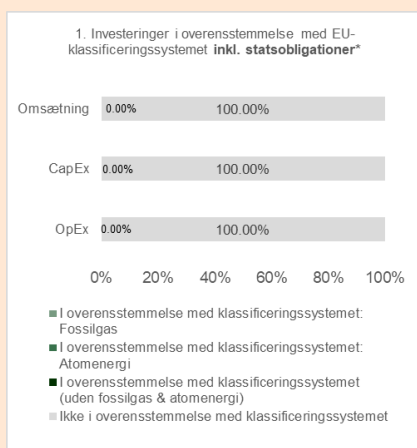 1. Investeringer i overensstemmelse med EU-
klassificeringssystemet inkl. statsobligationer*
Omsætning 0.00% 100.00%
CapEx 0.00% 100.00%
OpEx 0.00% 100.00%
0% 20% 40% 60% 80% 100%
I overensstemmelse med klassificeringssystemet:
Fossilgas
I overensstemmelse med klassificeringssystemet:
Atomenergi
I overensstemmelse med klassificeringssystemet
(uden fossilgas & atomenergi)
Ikke i overensstemmelse med klassificeringssystemet